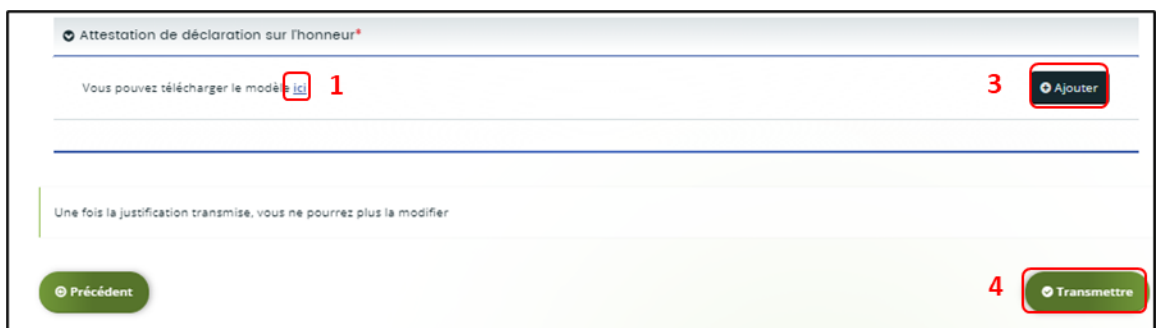 Attestation de déclaration sur l'honneur*
Vous pouvez télécharger le modèle ici 1
3 Ajouter
Une fois la justification transmise, vous ne pourrez plus la modifier
Précédent
4 Transmettre